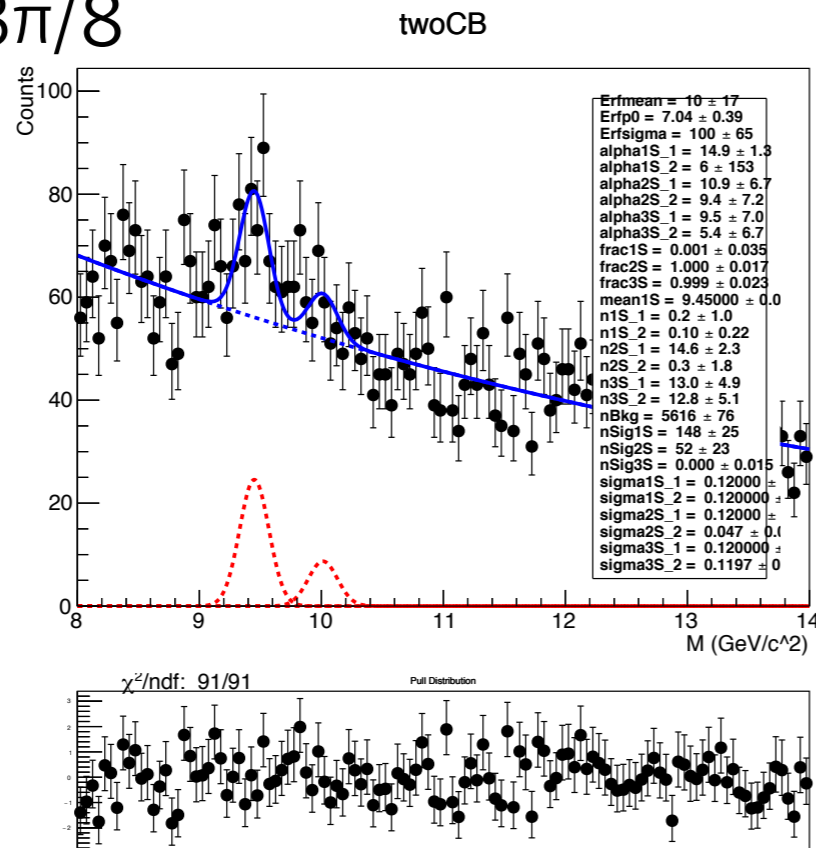 3π/8
twoCB
Counts
100
80
60
40
20
0
8
9
10
11
12
13
14
M (GeV/c^2)
Erfmean = 10 ± 17
Erfp0 = 7.04 ± 0.39
Erfsigma = 100 ± 65
alpha1S_1 = 14.9 ± 1.3
alpha1S_2 = 6 ± 153
alpha2S_1 = 10.9 ± 6.7
alpha2S_2 = 9.4 ± 7.2
alpha3S_1 = 9.5 ± 7.0
alpha3S_2 = 5.4 ± 6.7
frac1S = 0.001 ± 0.035
frac2S = 1.000 ± 0.017
frac3S = 0.999 ± 0.023
mean1S = 9.45000 ± 0.0
n1S_1 = 0.2 ± 1.0
n1S_2 = 0.10 ± 0.22
n2S_1 = 14.6 ± 2.3
n2S_2 = 0.3 ± 1.8
n3S_1 = 13.0 ± 4.9
n3S_2 = 12.8 ± 5.1
nBkg = 5616 ± 76
nSig1S = 148 ± 25
nSig2S = 52 ± 23
nSig3S = 0.000 ± 0.015
sigma1S_1 = 0.12000 ±
sigma1S_2 = 0.120000 ±
sigma2S_1 = 0.12000 ±
sigma2S_2 = 0.047 ± 0.0
sigma3S_1 = 0.120000 ±
sigma3S_2 = 0.1197 ± 0
χ²/ndf: 91/91
Pull Distribution
3
2
1
0
-1
-2